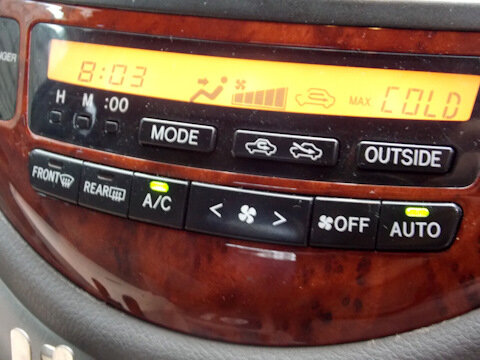 8:03 MAX COLD
H M :00
MODE OUTSIDE
FRONT REAR A/C < > OFF AUTO